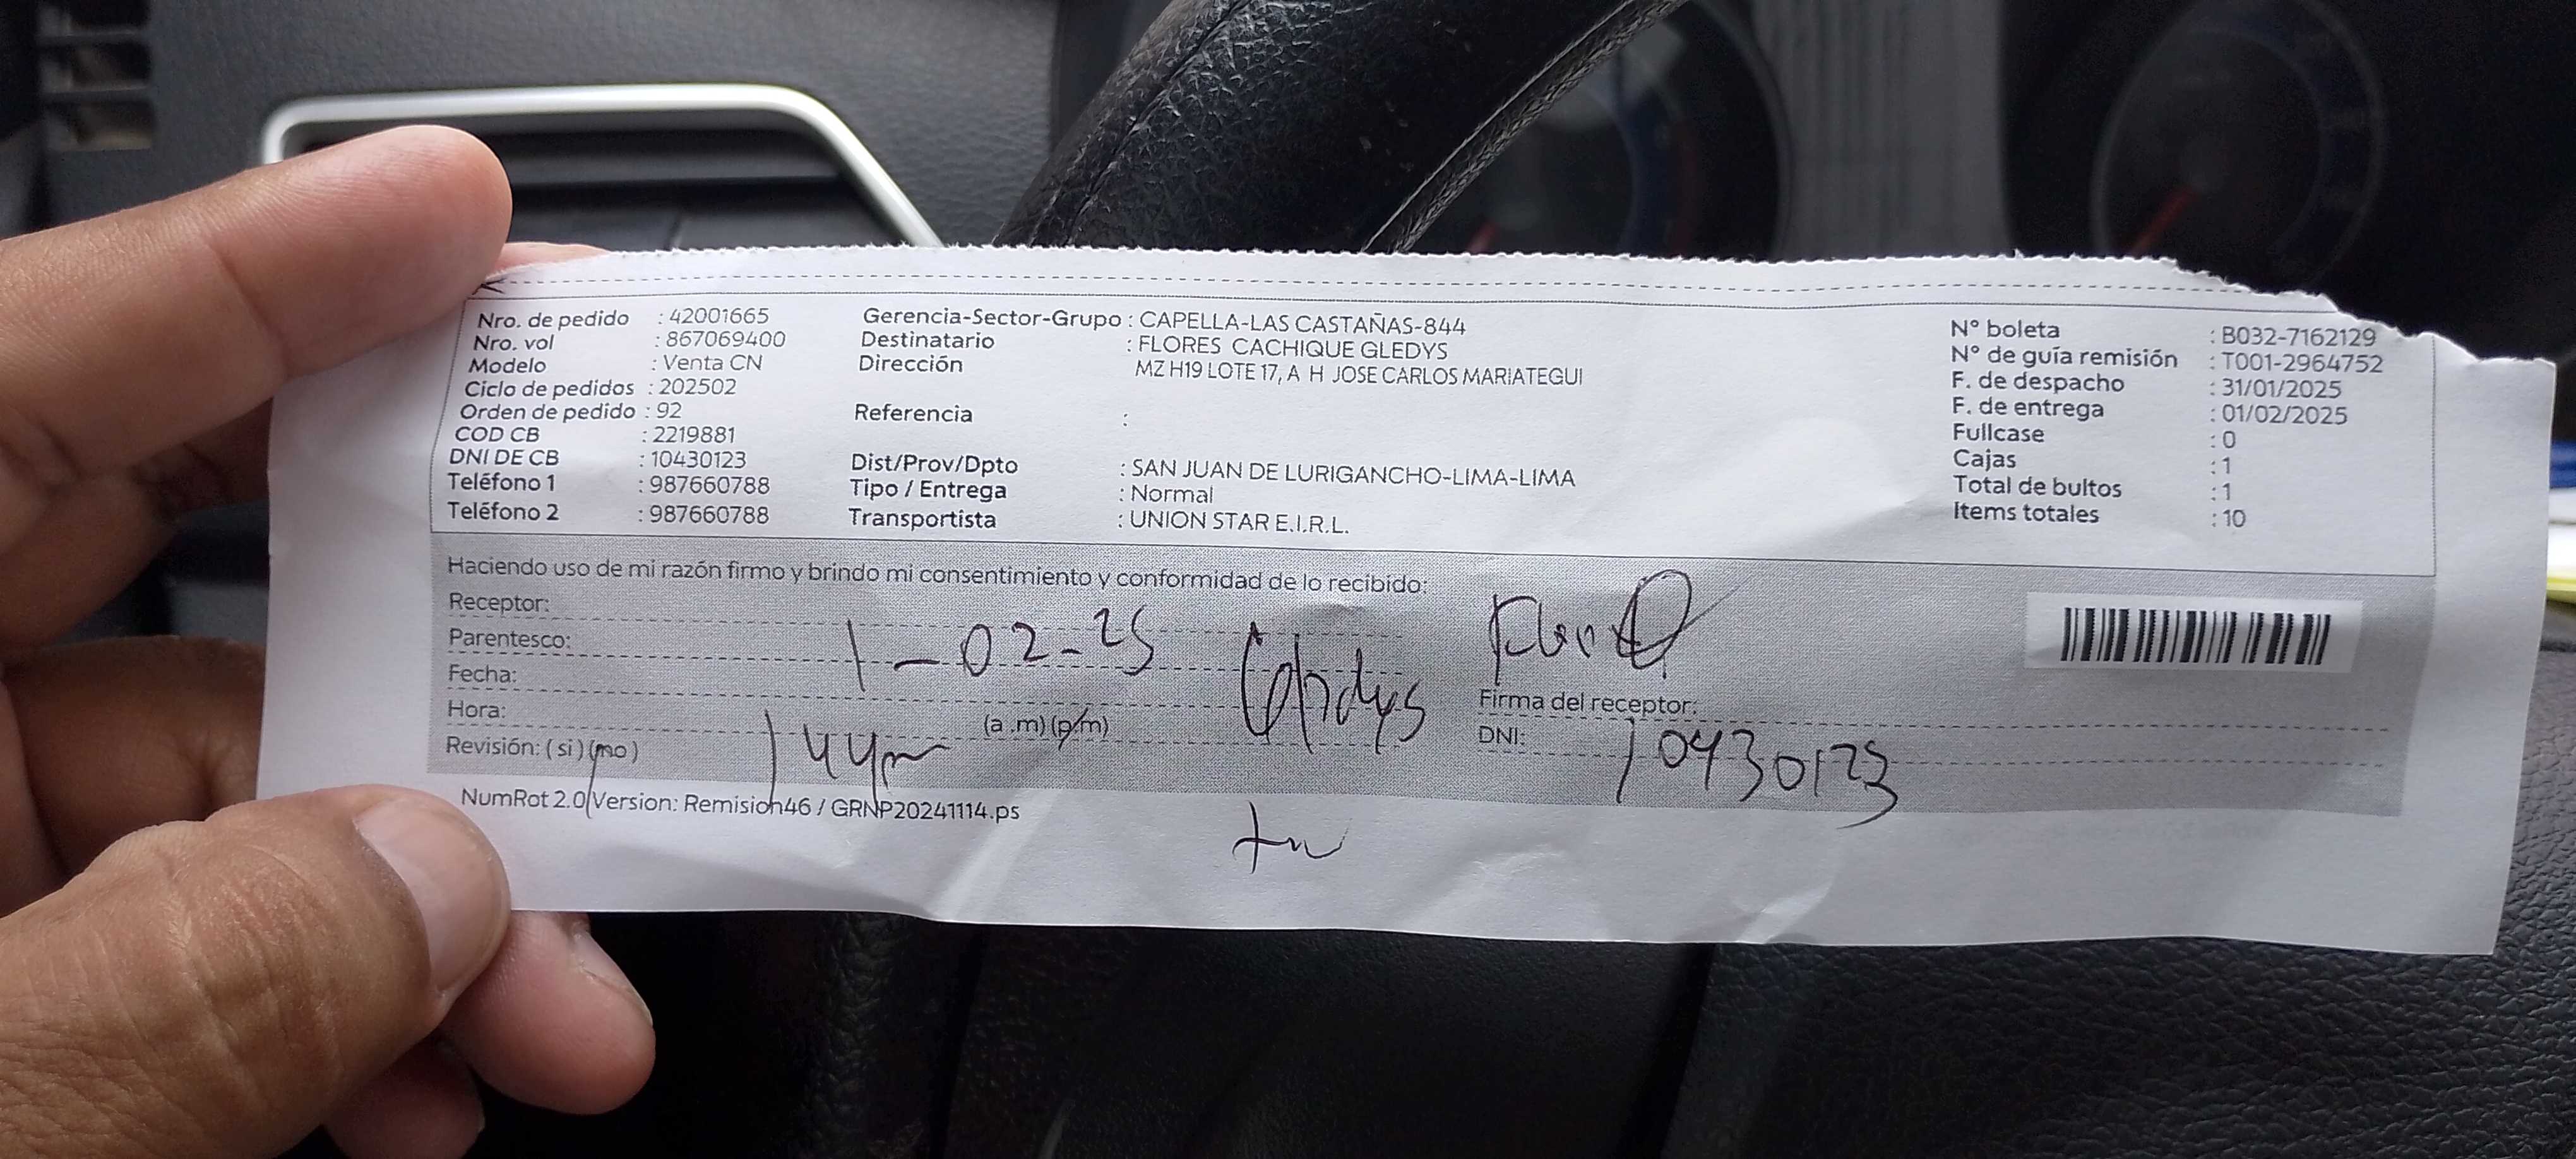 Nro. de pedido : 42001665
Nro. vol : 867069400
Modelo : Venta CN
Ciclo de pedidos : 202502
Orden de pedido : 92
COD CB : 2219881
DNI DE CB : 10430123
Teléfono 1 : 987660788
Teléfono 2 : 987660788
Gerencia-Sector-Grupo : CAPELLA-LAS CASTAÑAS-844
Destinatario : FLORES CACHIQUE GLEDYS
Dirección MZ H19 LOTE 17, A H JOSE CARLOS MARIATEGUI
Referencia :
Dist/Prov/Dpto : SAN JUAN DE LURIGANCHO-LIMA-LIMA
Tipo / Entrega : Normal
Transportista : UNION STAR E.I.R.L.
N° boleta : B032-7162129
N° de guía remisión : T001-2964752
F. de despacho : 31/01/2025
F. de entrega : 01/02/2025
Fullcase : 0
Cajas : 1
Total de bultos : 1
Items totales : 10
Haciendo uso de mi razón firmo y brindo mi consentimiento y conformidad de lo recibido:
Receptor:
Parentesco:
Fecha: 1-02-25
Hora: (a.m) (p.m)
Revisión: (si) (no)
Firma del receptor:
DNI: 10430123
NumRot 2.0 Version: Remision46 / GRNP20241114.ps